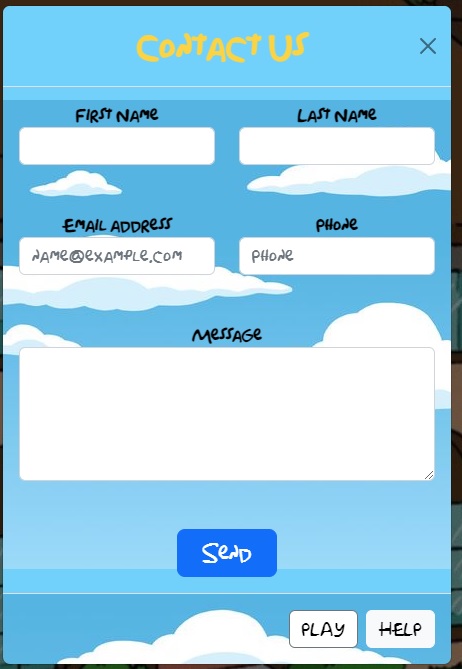 Contact Us
First Name
Last Name
Email address
Phone
name@example.com
Phone
Message
Send
PLAY
HELP